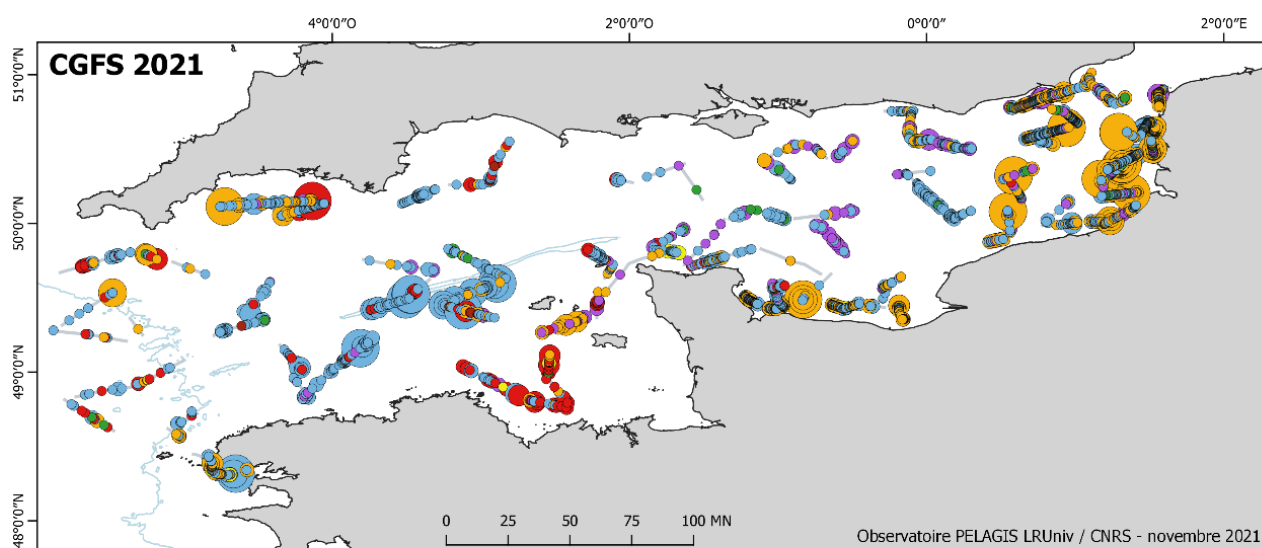 4°0'0"O 2°0'0"O 0°0'0" 2°0'0"E
CGFS 2021
51°0'0"N
50°0'0"N
49°0'0"N
48°0'0"N
0 25 50 75 100 MN
Observatoire PELAGIS LRUniv / CNRS - novembre 2021